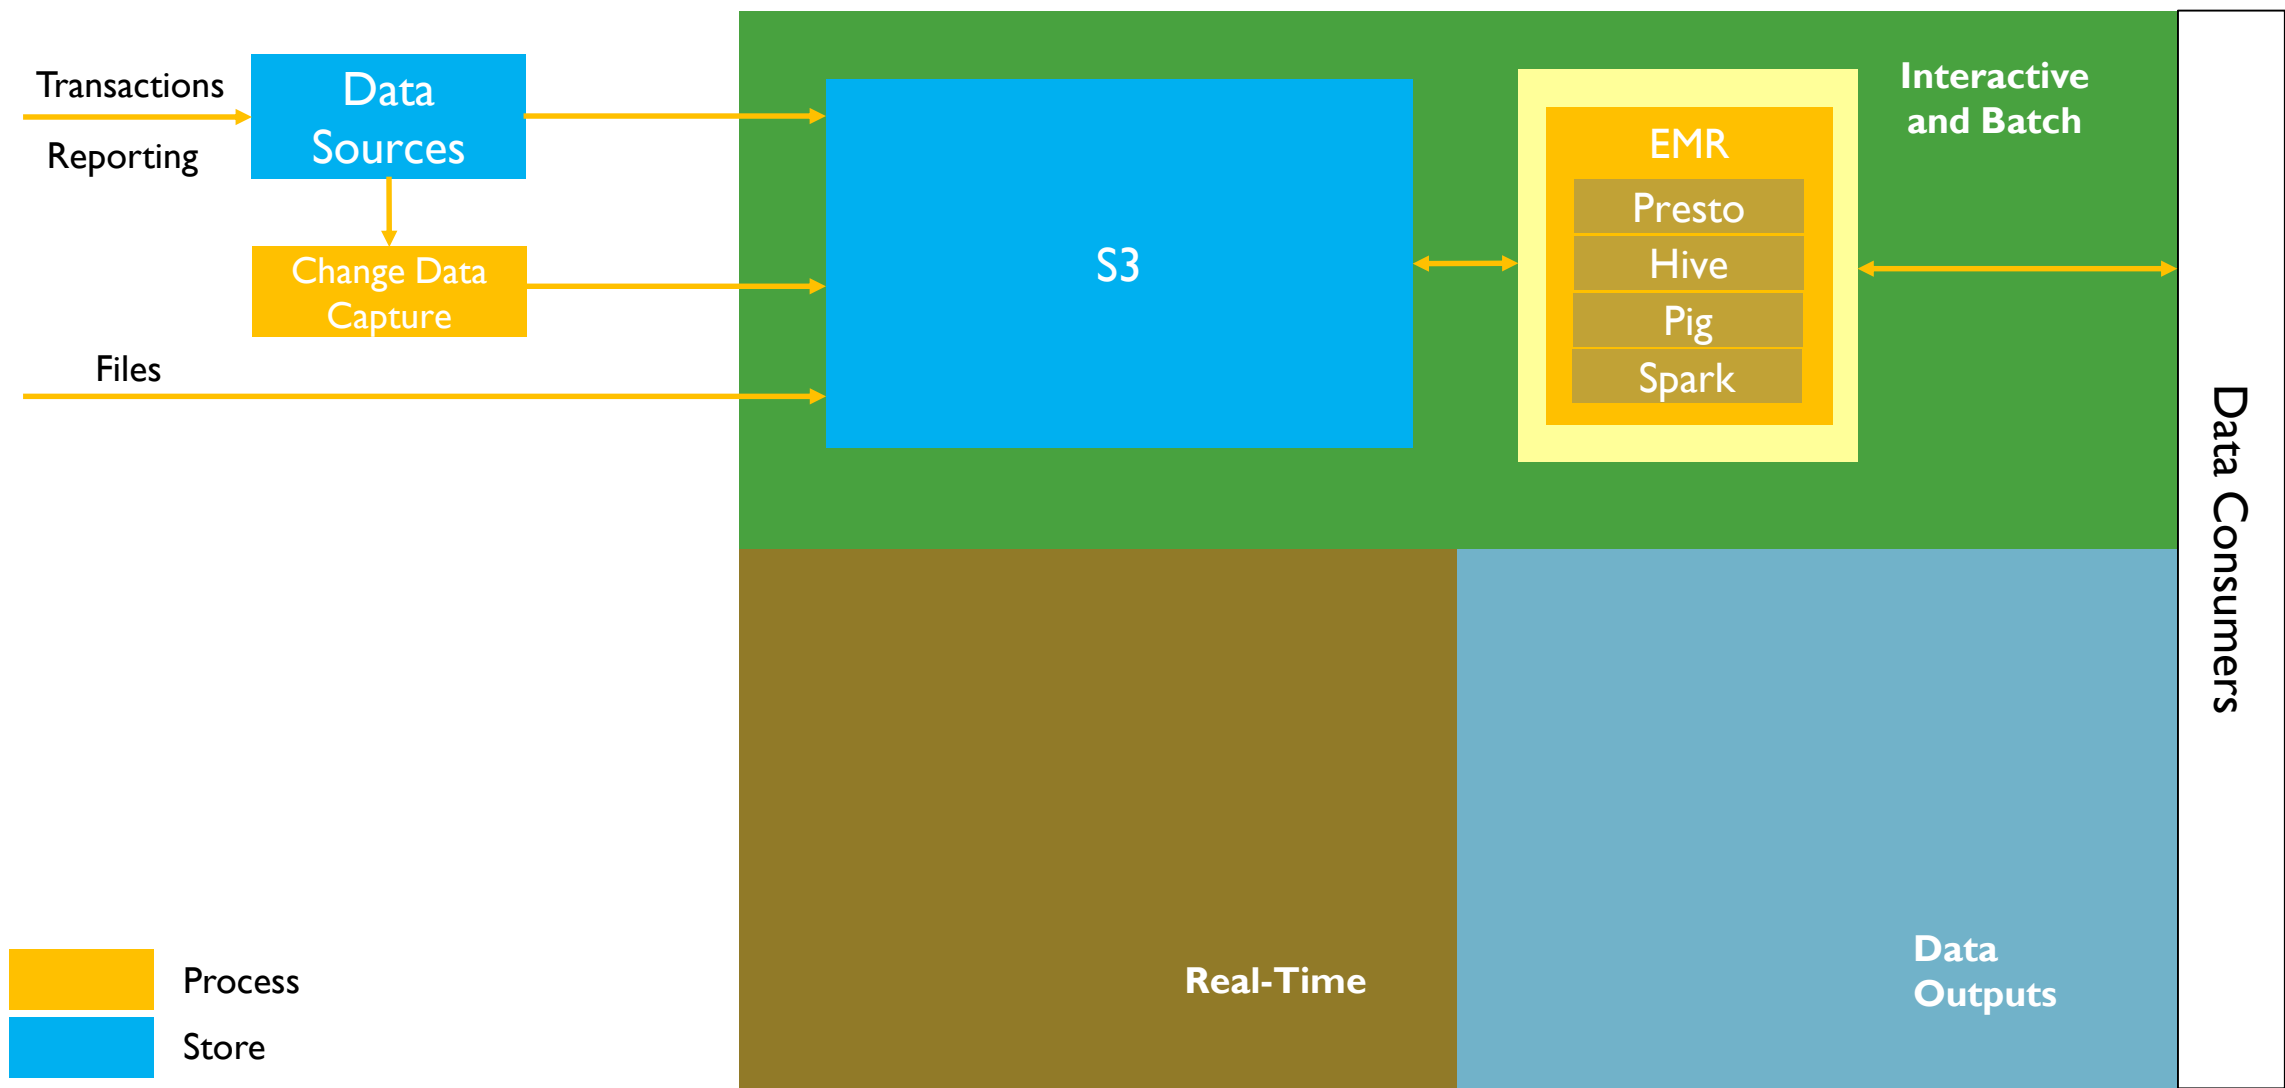 Transactions
Reporting
Data
Sources
Change Data
Capture
Files
S3
EMR
Presto
Hive
Pig
Spark
Interactive
and Batch
Data Consumers
Real-Time
Data
Outputs
Process
Store